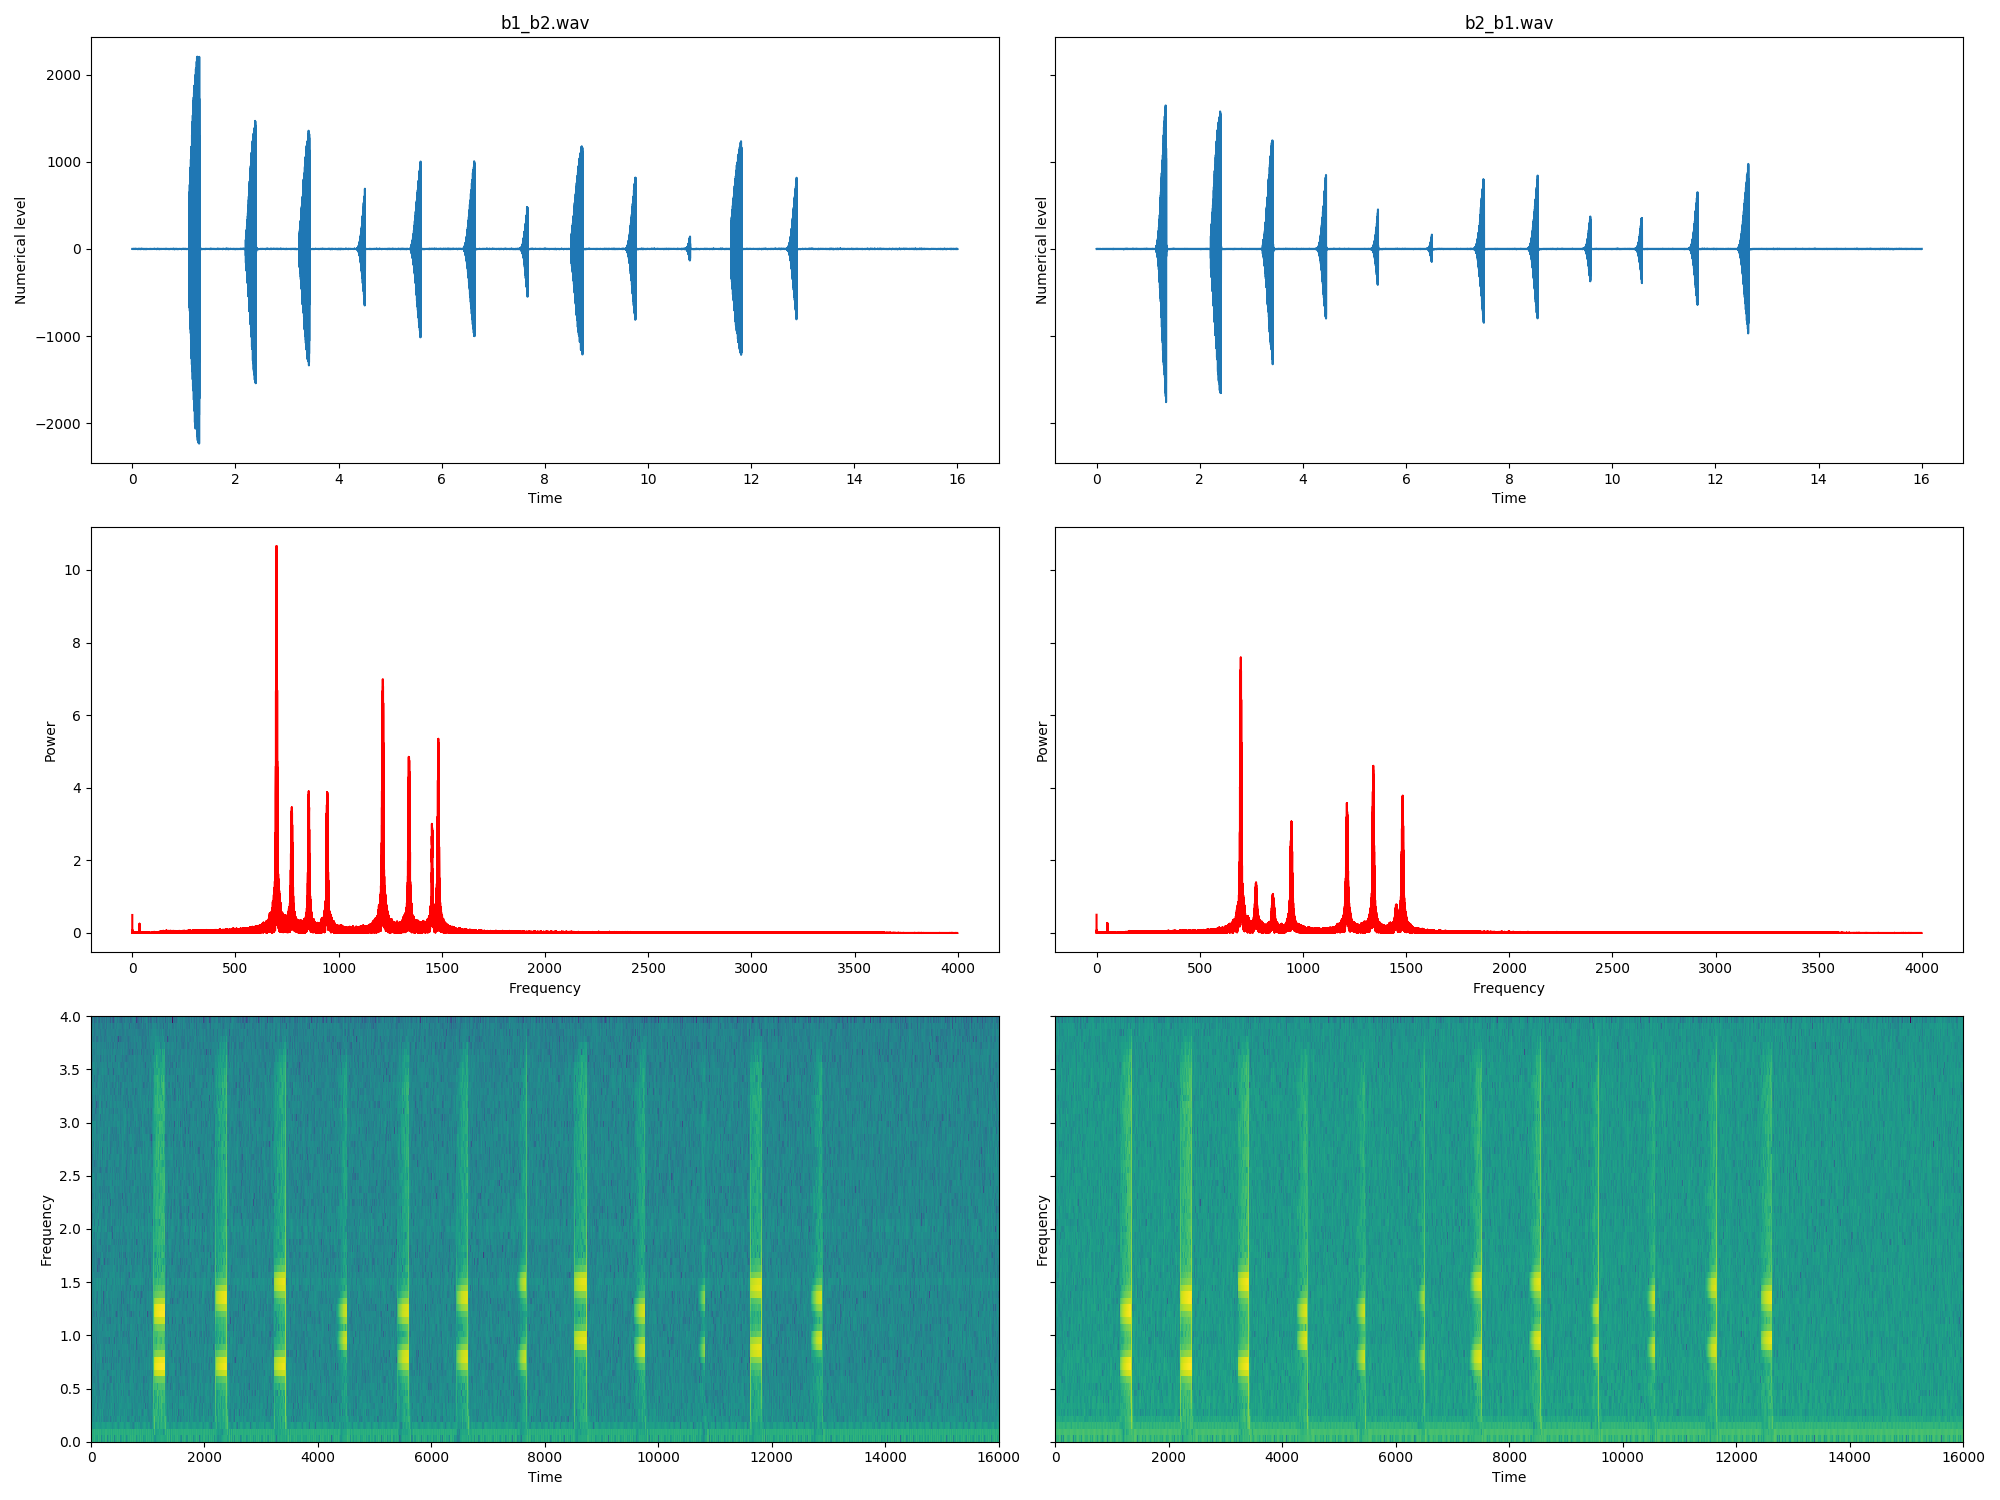 b1_b2.wav
b2_b1.wav
2000
1000
0
−1000
−2000
Numerical level
Numerical level
0 2 4 6 8 10 12 14 16
0 2 4 6 8 10 12 14 16
Time
Time
10
8
6
4
2
0
Power
Power
0 500 1000 1500 2000 2500 3000 3500 4000
0 500 1000 1500 2000 2500 3000 3500 4000
Frequency
Frequency
4.0
3.5
3.0
2.5
2.0
1.5
1.0
0.5
0.0
Frequency
Frequency
0 2000 4000 6000 8000 10000 12000 14000 16000
0 2000 4000 6000 8000 10000 12000 14000 16000
Time
Time